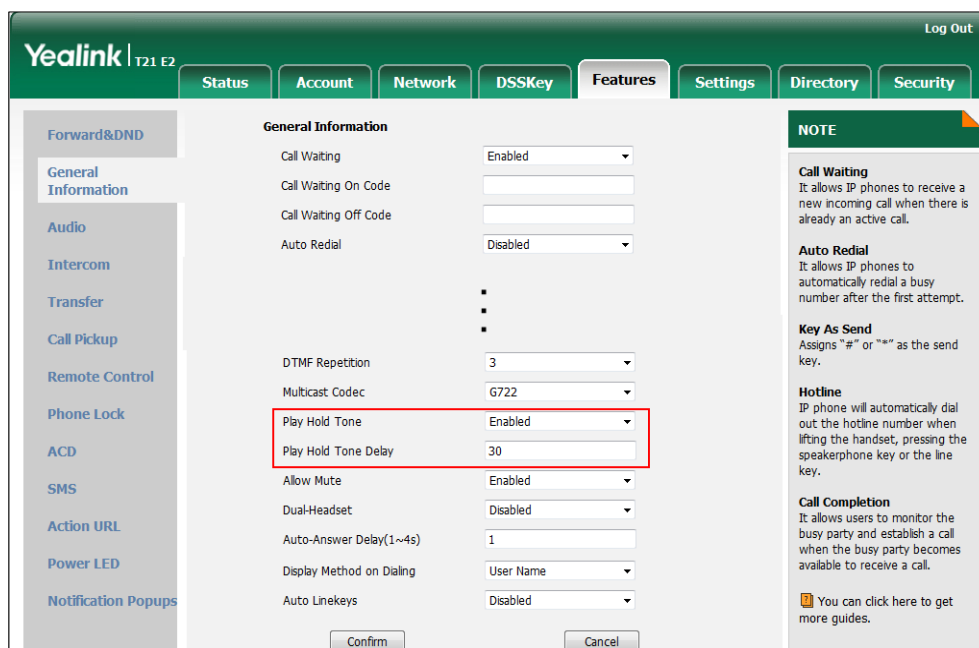 Log Out
Yealink | T21 E2
Status Account Network DSSKey Features Settings Directory Security
Forward&DND
General
Information
Audio
Intercom
Transfer
Call Pickup
Remote Control
Phone Lock
ACD
SMS
Action URL
Power LED
Notification Popups
General Information
Call Waiting Enabled
Call Waiting On Code
Call Waiting Off Code
Auto Redial Disabled
DTMF Repetition 3
Multicast Codec G722
Play Hold Tone Enabled
Play Hold Tone Delay 30
Allow Mute Enabled
Dual-Headset Disabled
Auto-Answer Delay(1~4s) 1
Display Method on Dialing User Name
Auto Linekeys Disabled
Confirm Cancel
NOTE
Call Waiting
It allows IP phones to receive a
new incoming call when there is
already an active call.
Auto Redial
It allows IP phones to
automatically redial a busy
number after the first attempt.
Key As Send
Assigns "#" or "*" as the send
key.
Hotline
IP phone will automatically dial
out the hotline number when
lifting the handset, pressing the
speakerphone key or the line
key.
Call Completion
It allows users to monitor the
busy party and establish a call
when the busy party becomes
available to receive a call.
You can click here to get
more guides.